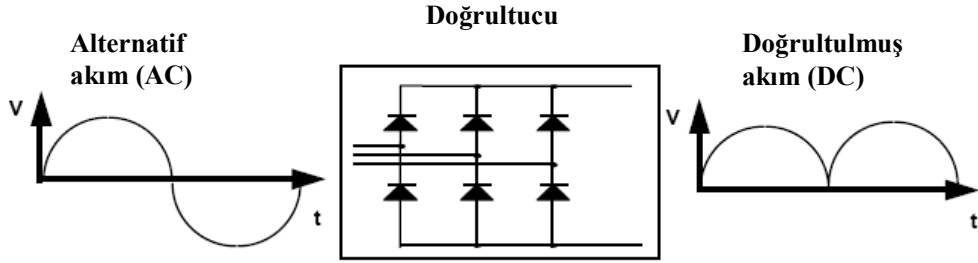 Doğrultucu
Alternatif
akım (AC)
Doğrultulmuş
akım (DC)
V
t
V
t